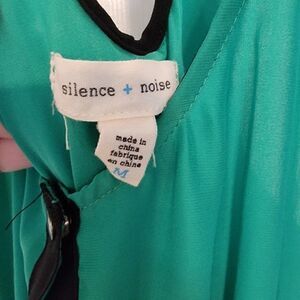 silence + noise
made in
china
fabriqué
en chine
M